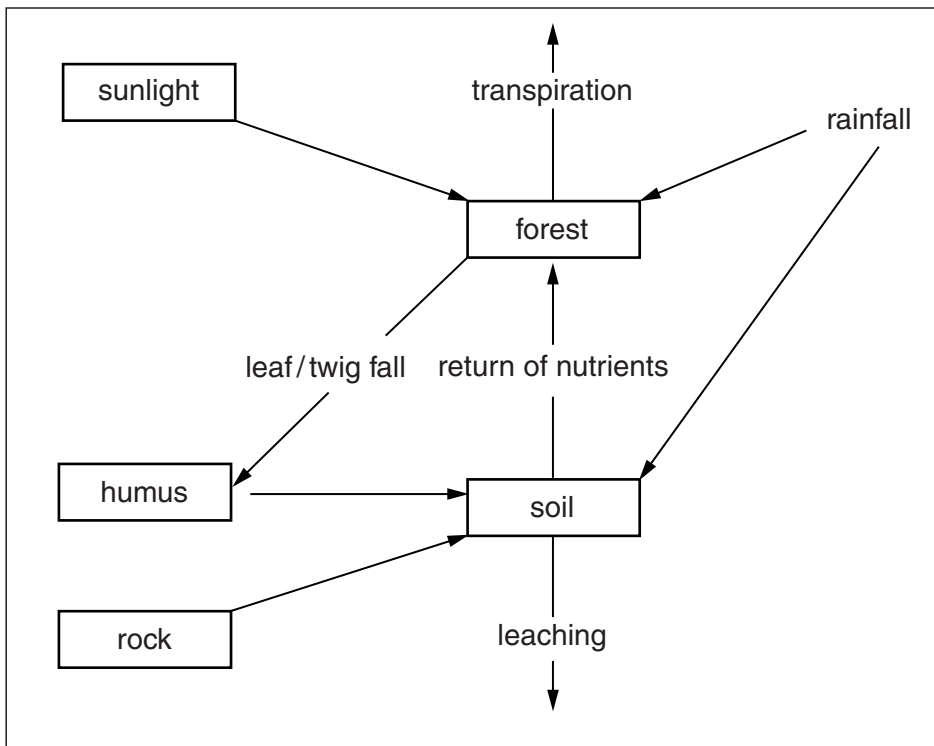 sunlight
transpiration
rainfall
forest
leaf/twig fall
return of nutrients
humus
soil
rock
leaching